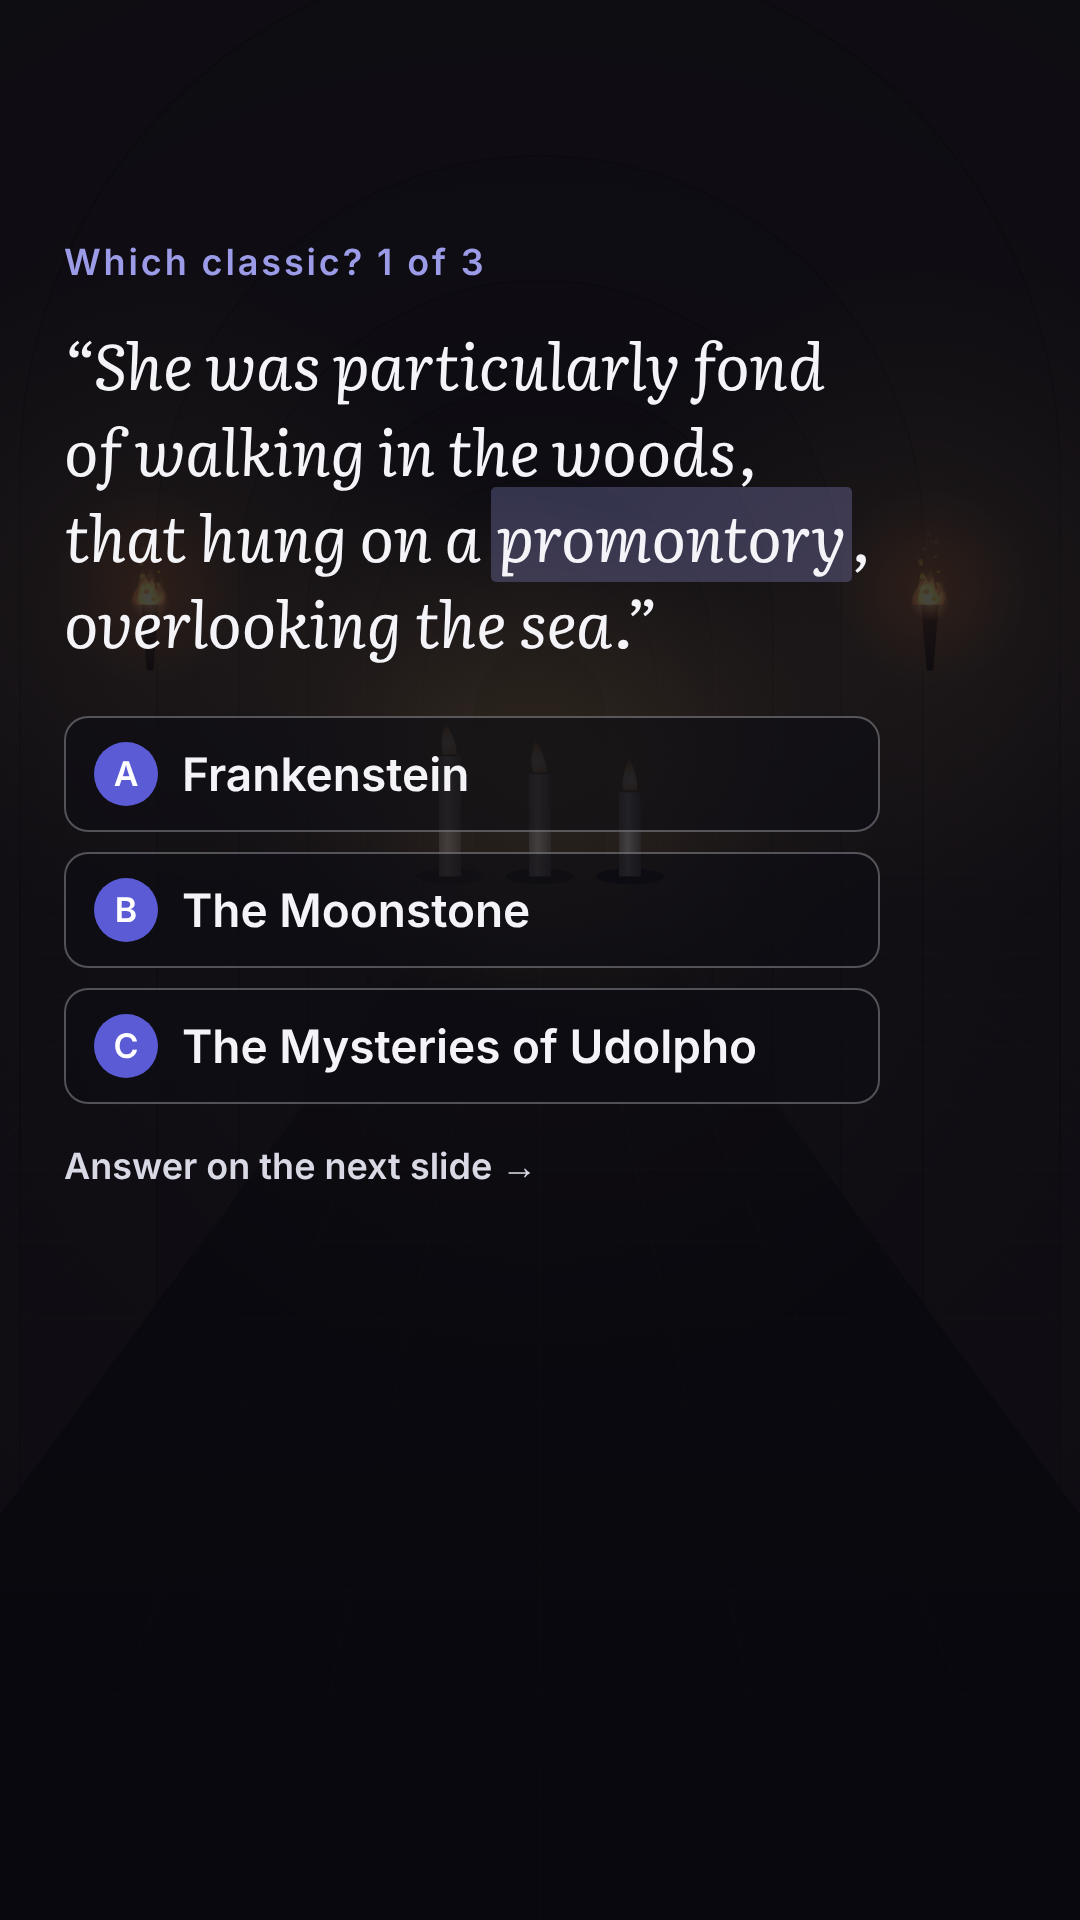 Which classic? 1 of 3
“She was particularly fond
of walking in the woods,
that hung on a promontory,
overlooking the sea.”
A Frankenstein
B The Moonstone
C The Mysteries of Udolpho
Answer on the next slide →